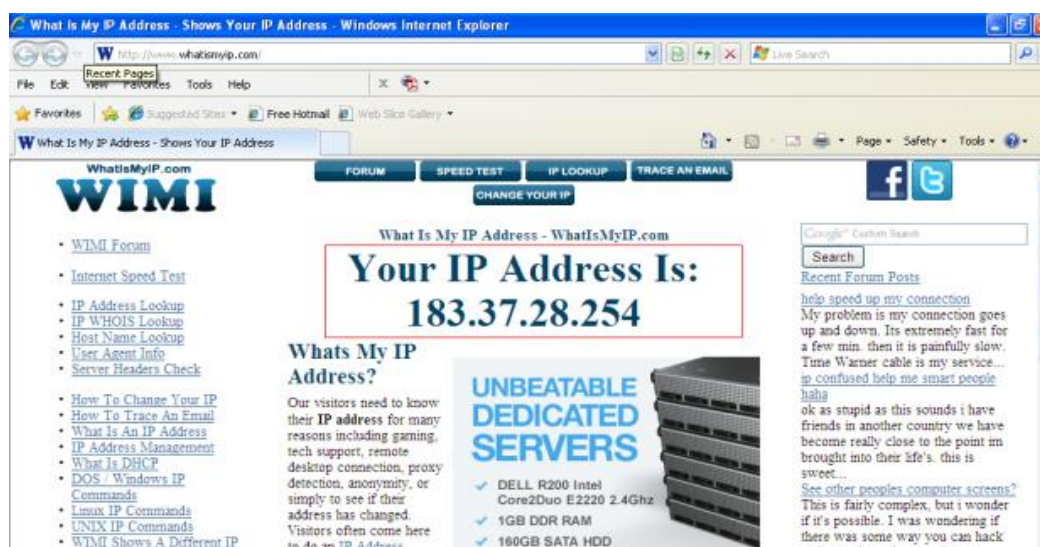 What Is My IP Address - Shows Your IP Address - Windows Internet Explorer
http://www.whatismyip.com/
Live Search
Recent Pages
File Edit View Favorites Tools Help
Favorites Suggested Sites Free Hotmail Web Slice Gallery
What Is My IP Address - Shows Your IP Address
Page Safety Tools
WhatIsMyIP.com
WIMI
FORUM SPEED TEST IP LOOKUP TRACE AN EMAIL
CHANGE YOUR IP
WIMI Forum
Internet Speed Test
IP Address Lookup
IP WHOIS Lookup
Host Name Lookup
User Agent Info
Server Headers Check
How To Change Your IP
How To Trace An Email
What Is An IP Address
IP Address Management
What Is DHCP
DOS / Windows IP
Commands
Linux IP Commands
UNIX IP Commands
WIMI Shows A Different IP
What Is My IP Address - WhatIsMyIP.com
Your IP Address Is:
183.37.28.254
Whats My IP
Address?
Our visitors need to know
their IP address for many
reasons including gaming,
tech support, remote
desktop connection, proxy
detection, anonymity, or
simply to see if their
address has changed.
Visitors often come here
to do an IP Address
UNBEATABLE
DEDICATED
SERVERS
DELL R200 Intel
Core2Duo E2220 2.4Ghz
1GB DDR RAM
160GB SATA HDD
Google Custom Search
Search
Recent Forum Posts
help speed up my connection
My problem is my connection goes
up and down. Its extremely fast for
a few min. then it is painfully slow.
Time Warner cable is my service...
ip confused help me smart people
haha
ok as stupid as this sounds i have
friends in another country we have
become really close to the point im
brought into their life's. this is
sweet...
See other peoples computer screens?
This is fairly complex, but i wonder
if it's possible. I was wondering if
there was some way you can hack